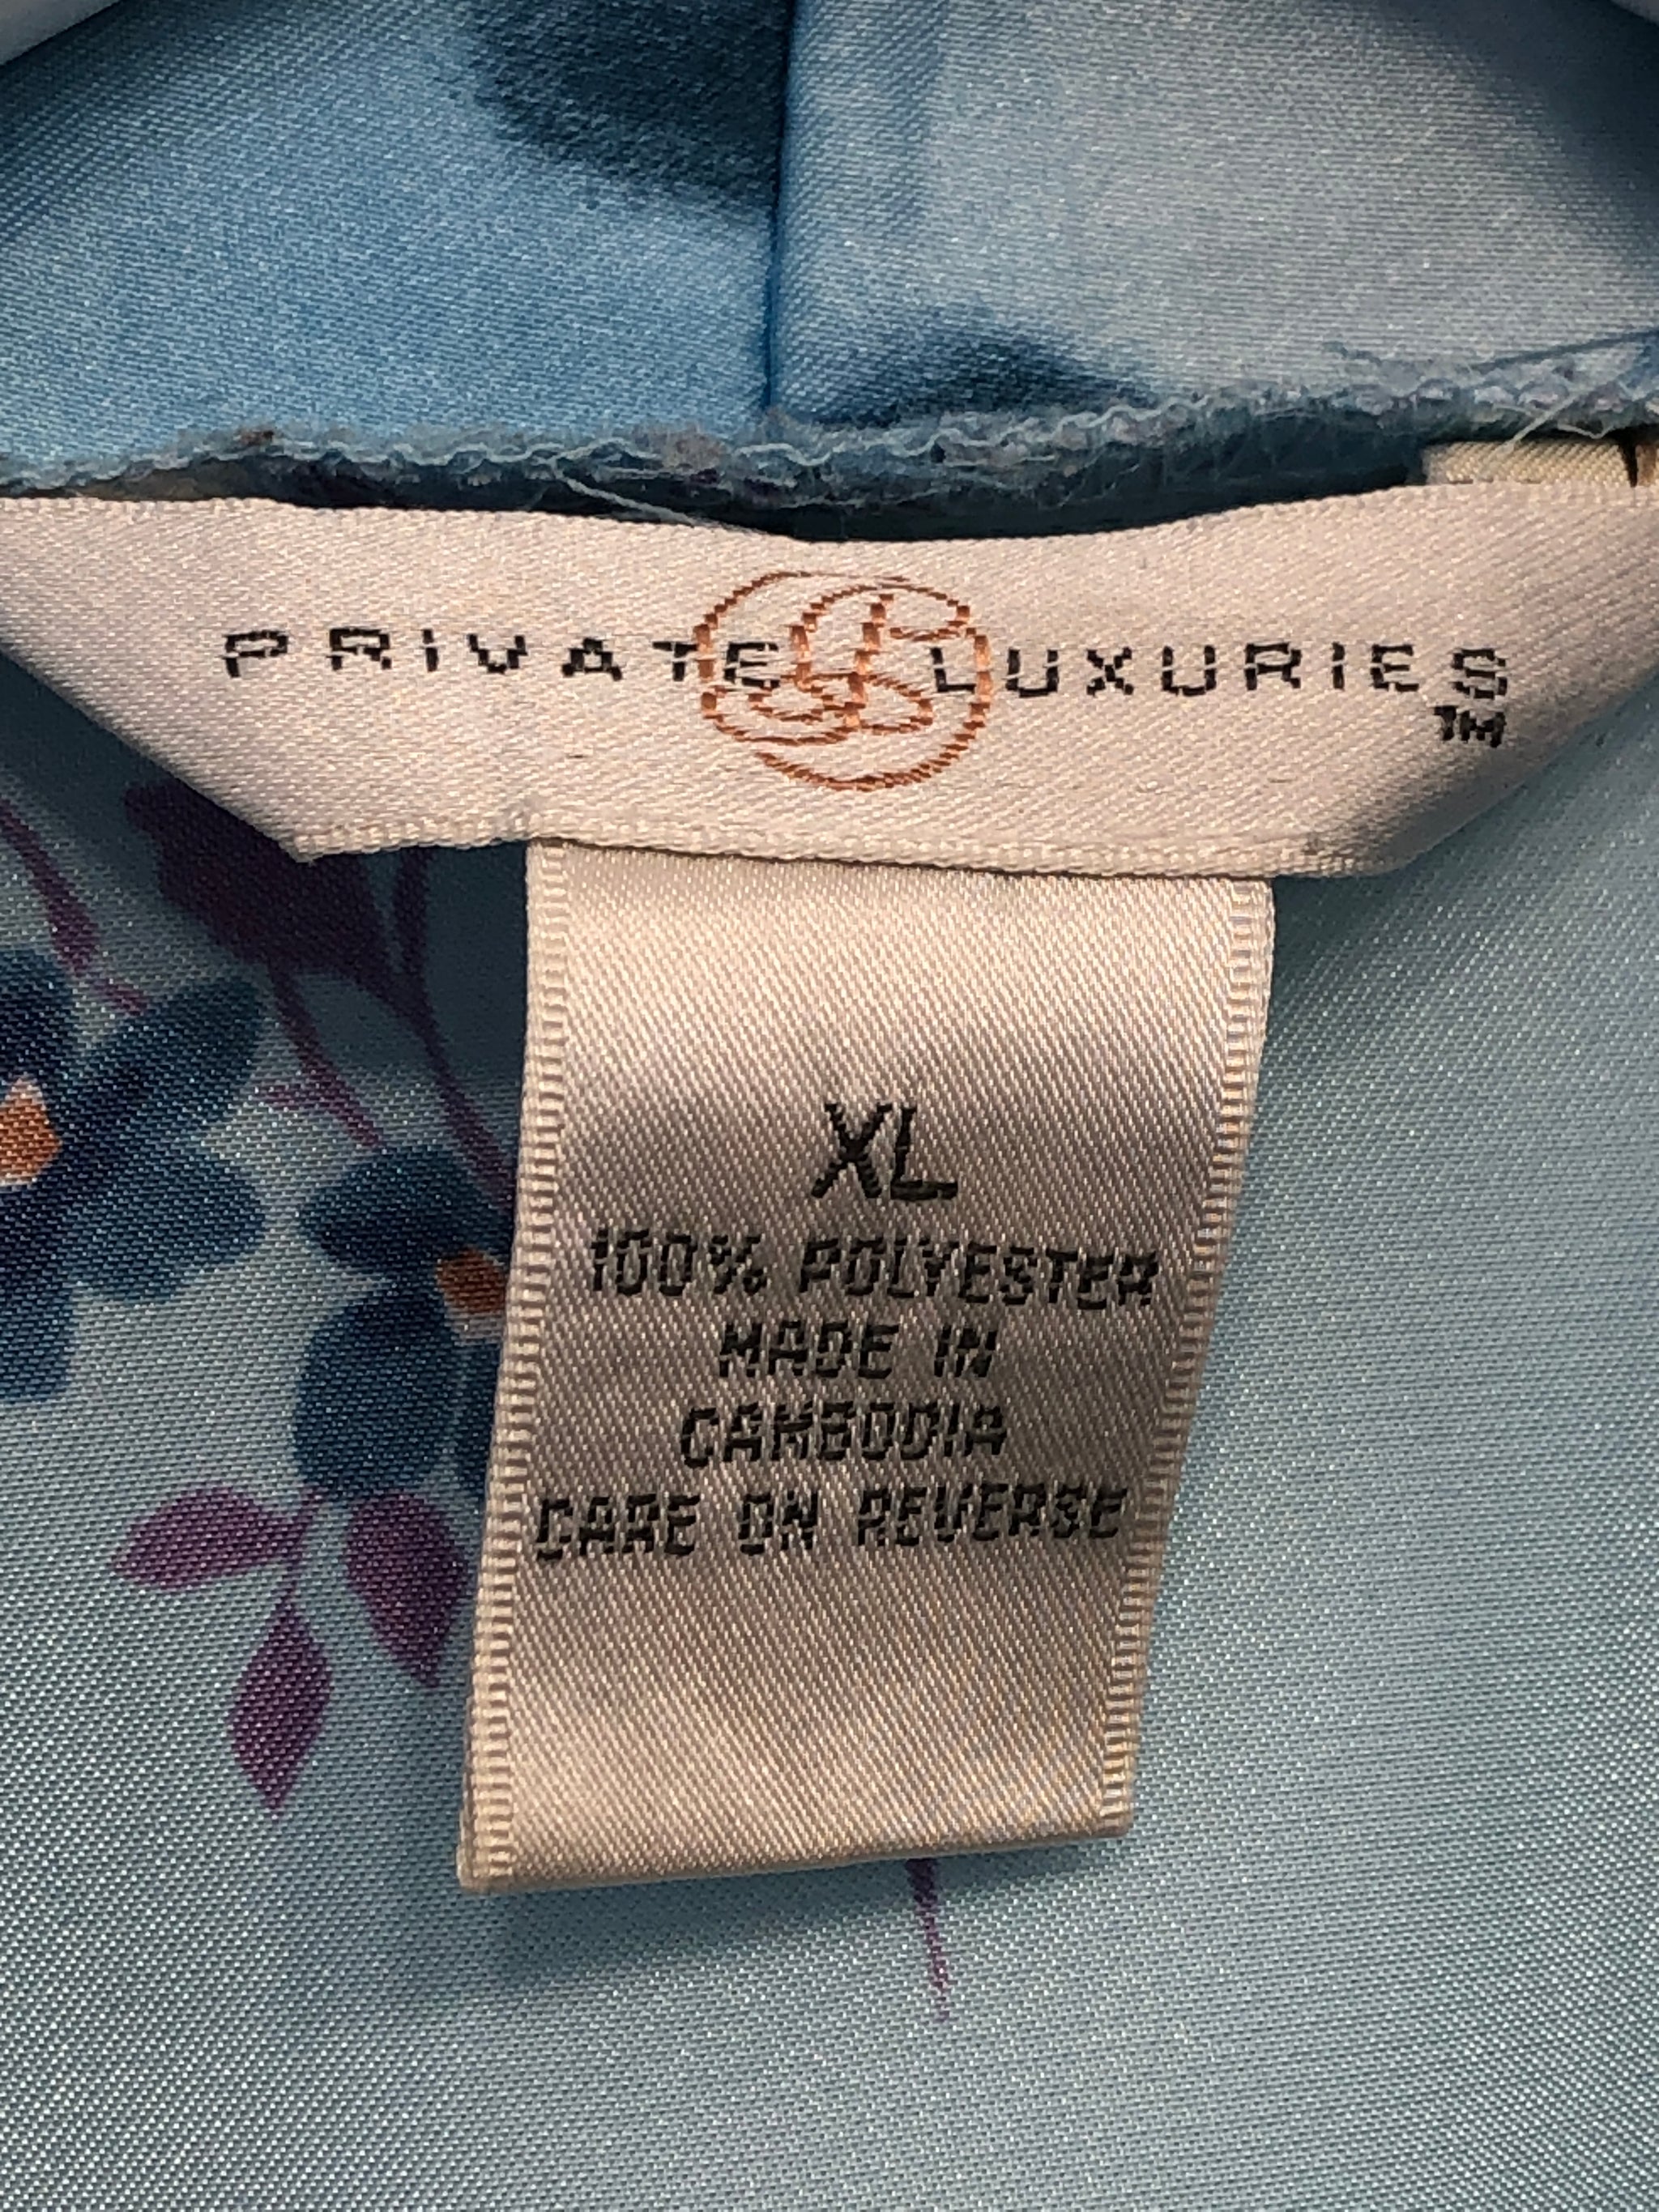 PRIVATE LUXURIES
TM
XL
100% POLYESTER
MADE IN
CAMBODIA
CARE ON REVERSE